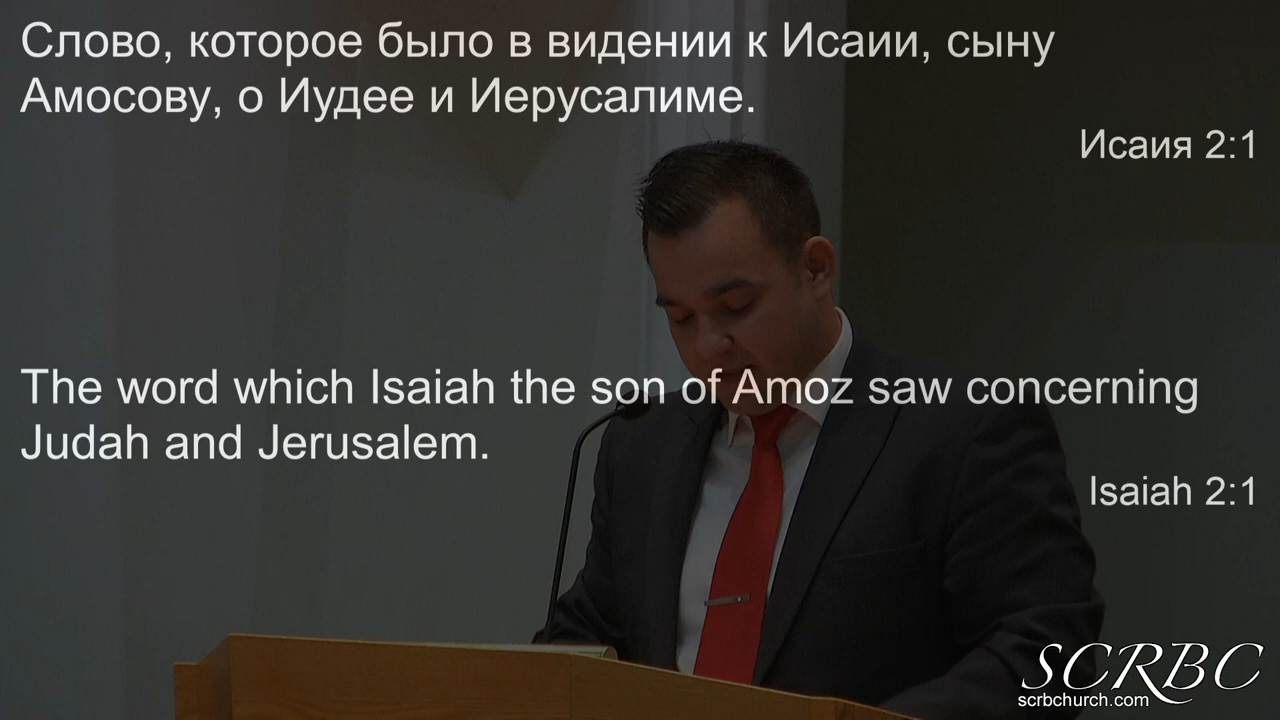 Слово, которое было в видении к Исаии, сыну
Амосову, о Иудее и Иерусалиме.
Исаия 2:1
The word which Isaiah the son of Amoz saw concerning
Judah and Jerusalem.
Isaiah 2:1
SCRBC
scrbchurch.com